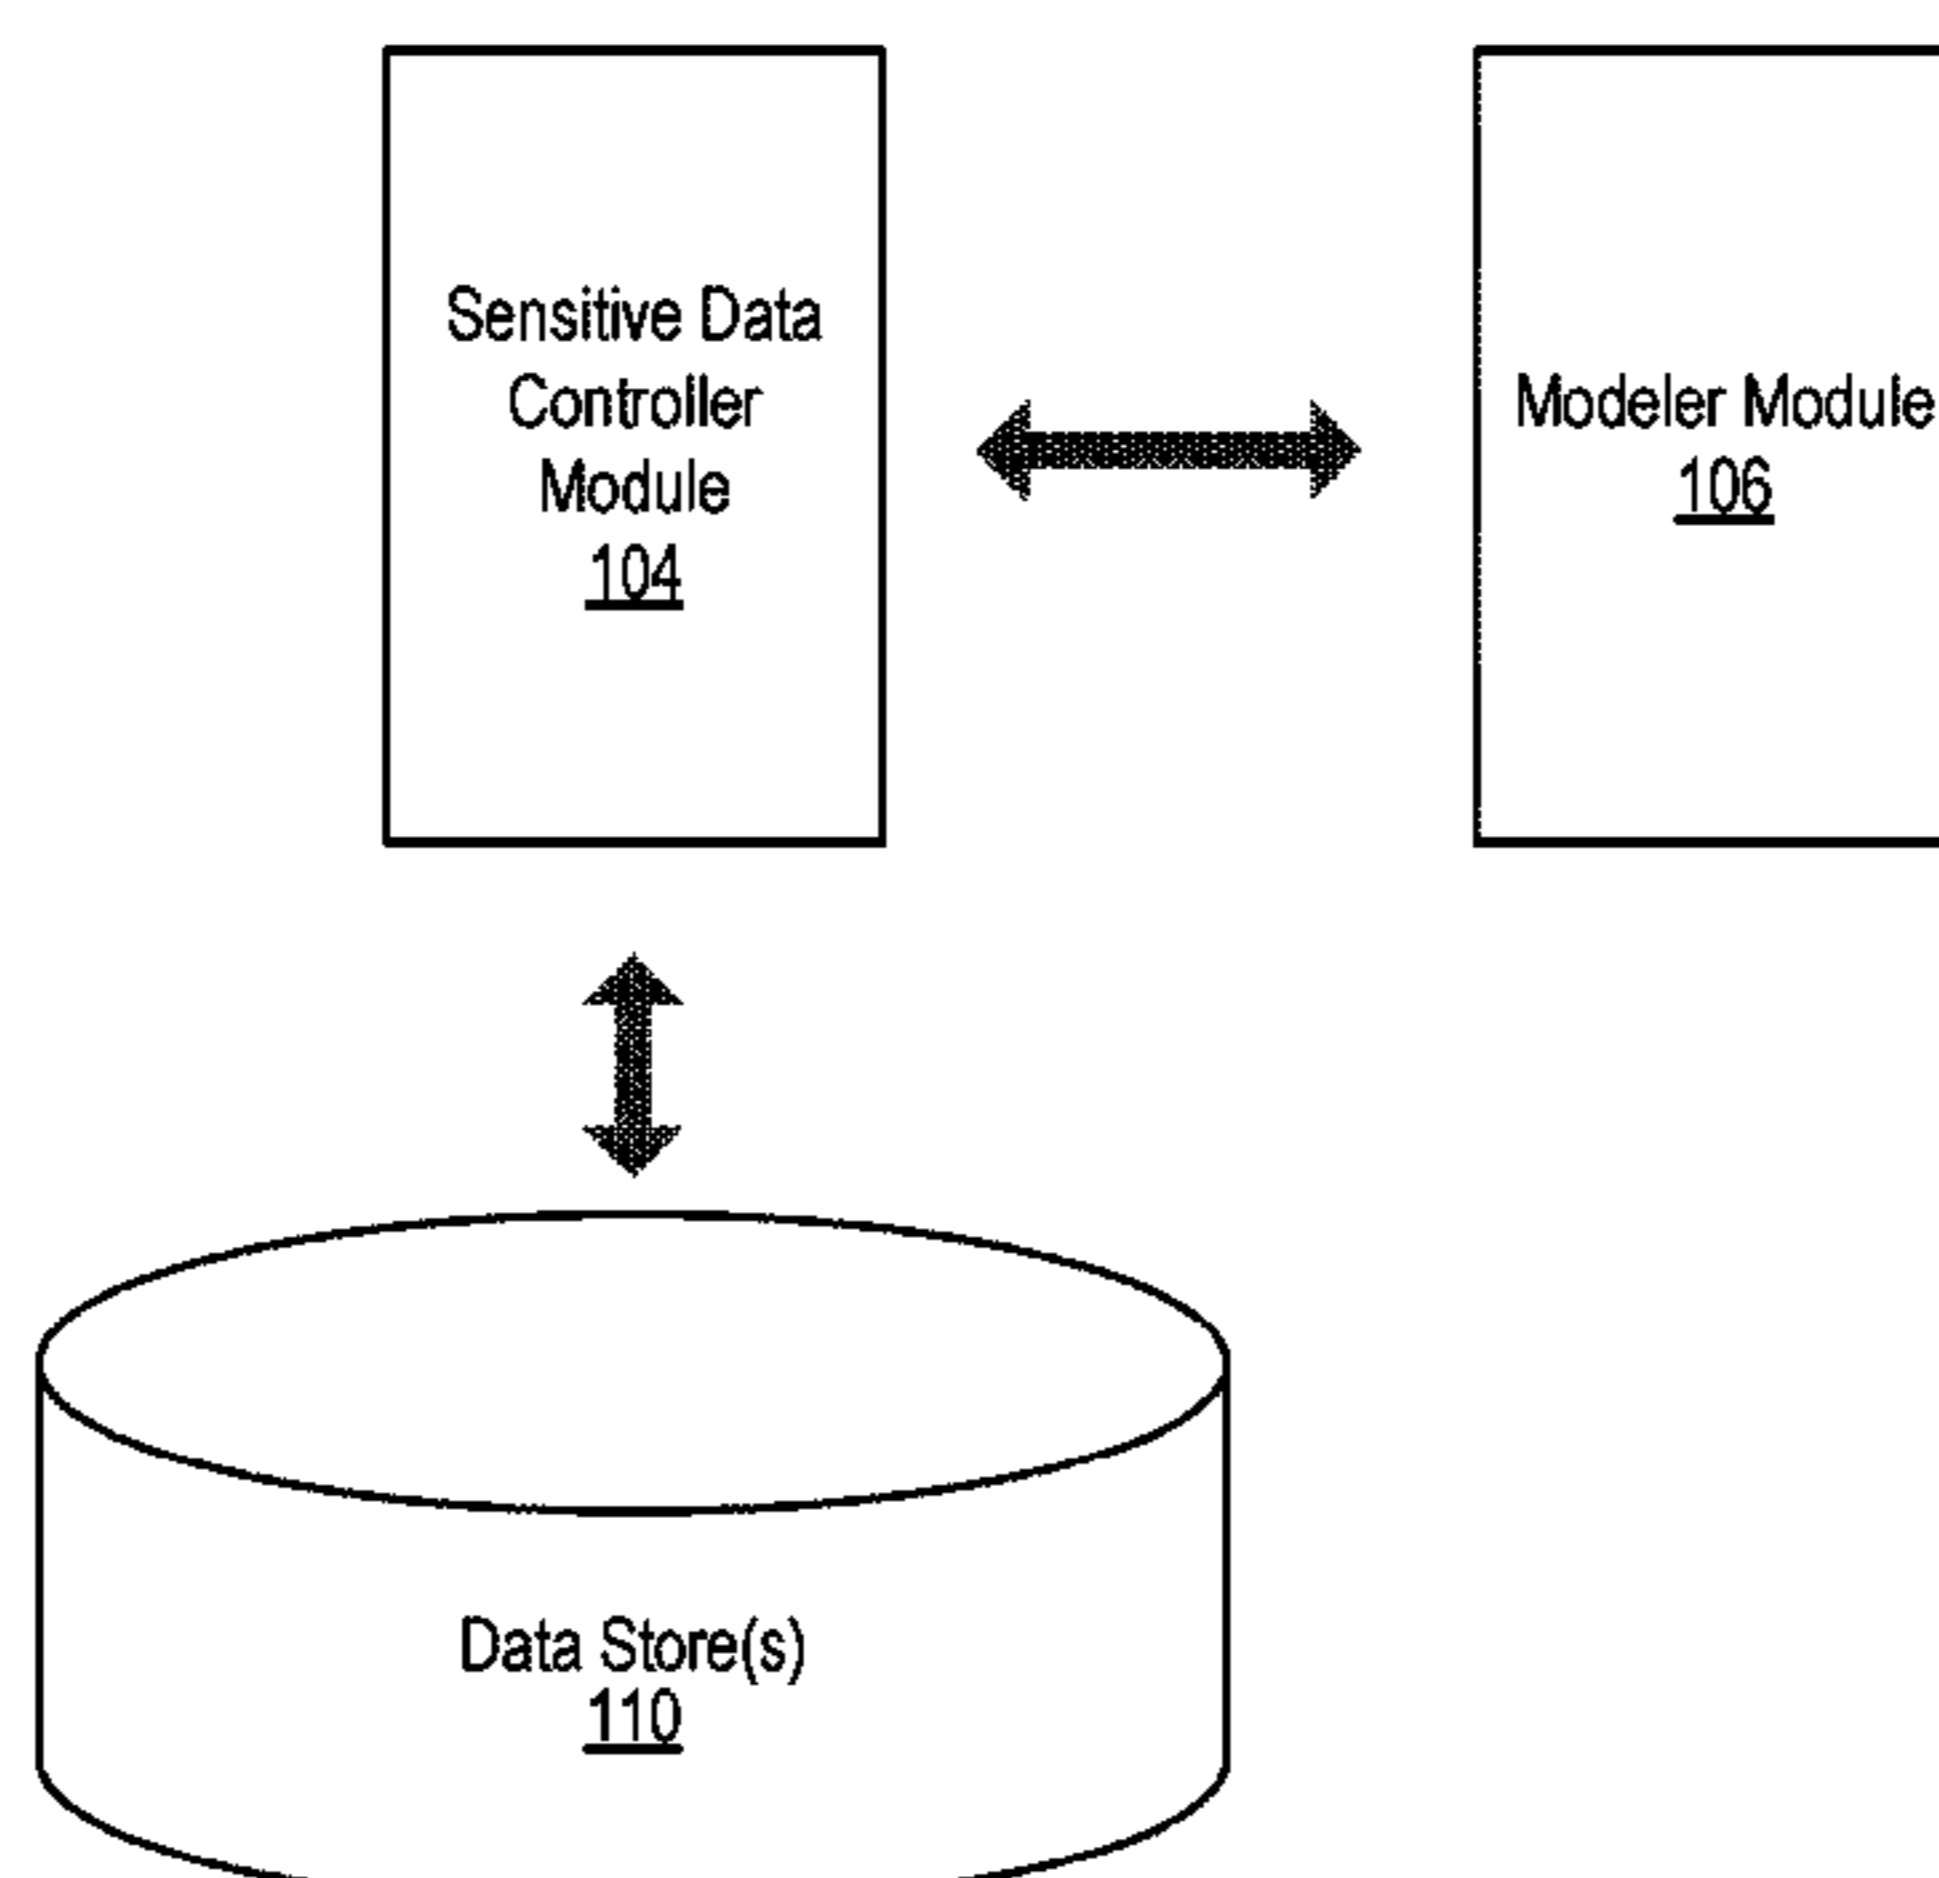 Sensitive Data
Controller
Module
104
Modeler Module
106
Data Store(s)
110